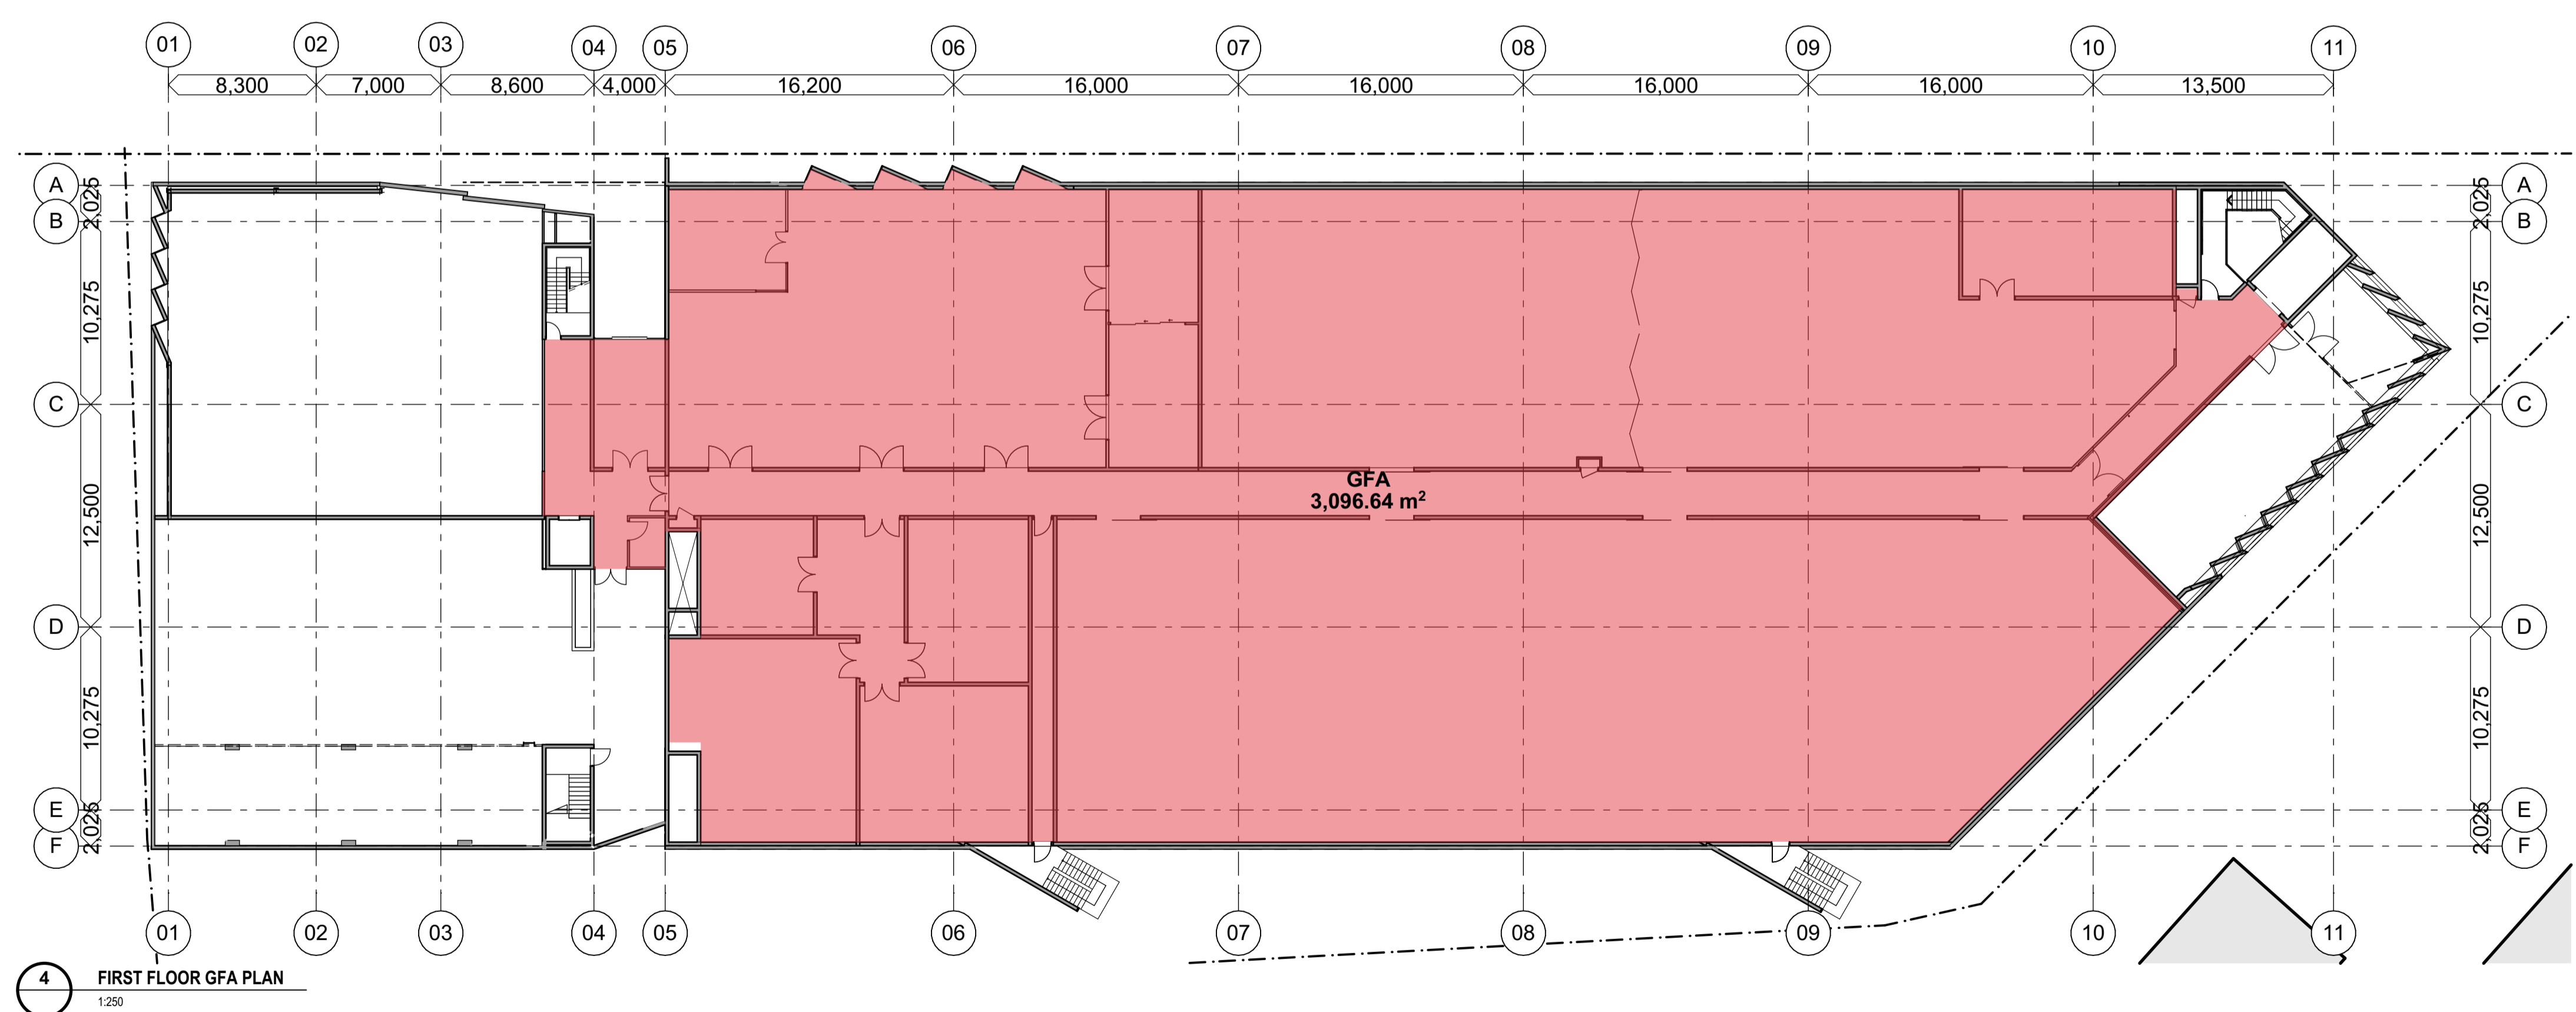 01 02 03 04 05 06 07 08 09 10 11
8,300 7,000 8,600 4,000 16,200 16,000 16,000 16,000 16,000 13,500
A A
2,025 2,025
B B
10,275 10,275
C C
GFA
3,096.64 m²
12,500 12,500
D D
10,275 10,275
E E
2,025 2,025
F F
01 02 03 04 05 06 07 08 09 10 11
4 FIRST FLOOR GFA PLAN
1:250